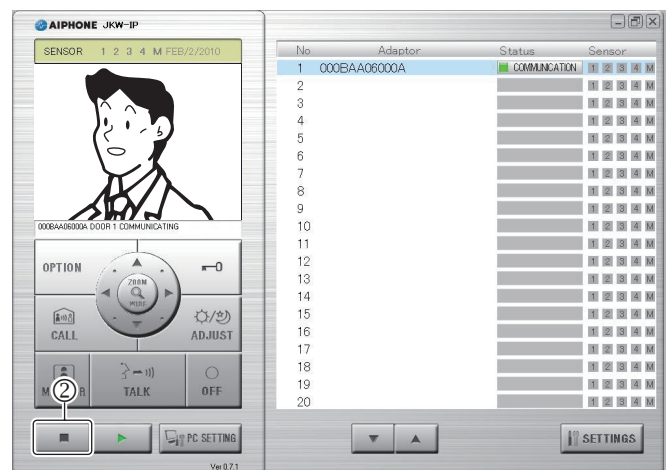 AIPHONE JKW-IP
SENSOR 1 2 3 4 M FEB/2/2010
000BAA06000A DOOR 1 COMMUNICATING
OPTION
ZOOM
WIDE
CALL
ADJUST
M R
②
TALK
OFF
PC SETTING
Ver 0.7.1
No Adaptor Status Sensor
1 000BAA06000A COMMUNICATION 1 2 3 4 M
2 1 2 3 4 M
3 1 2 3 4 M
4 1 2 3 4 M
5 1 2 3 4 M
6 1 2 3 4 M
7 1 2 3 4 M
8 1 2 3 4 M
9 1 2 3 4 M
10 1 2 3 4 M
11 1 2 3 4 M
12 1 2 3 4 M
13 1 2 3 4 M
14 1 2 3 4 M
15 1 2 3 4 M
16 1 2 3 4 M
17 1 2 3 4 M
18 1 2 3 4 M
19 1 2 3 4 M
20 1 2 3 4 M
SETTINGS